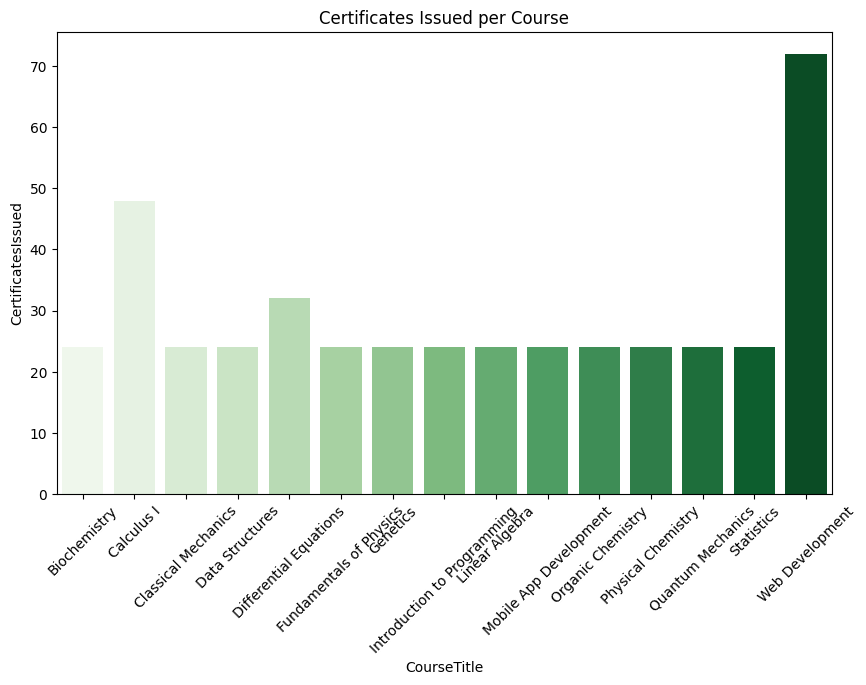 Certificates Issued per Course
CertificatesIssued
70
60
50
40
30
20
10
0
Biochemistry
Calculus I
Classical Mechanics
Data Structures
Differential Equations
Fundamentals of Physics
Genetics
Introduction to Programming
Linear Algebra
Mobile App Development
Organic Chemistry
Physical Chemistry
Quantum Mechanics
Statistics
Web Development
CourseTitle